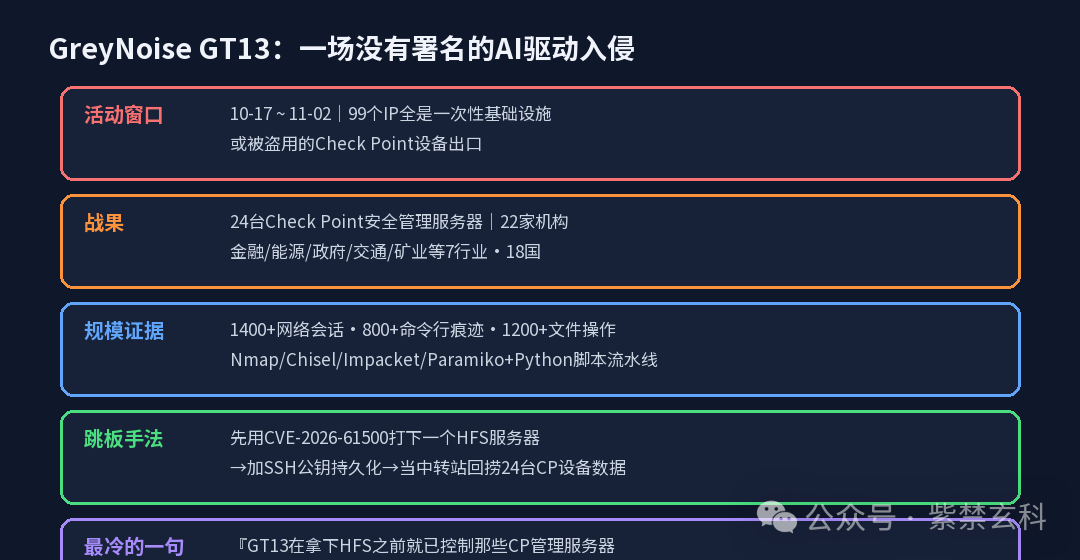 GreyNoise GT13：一场没有署名的AI驱动入侵
活动窗口
10-17 ~ 11-02｜99个IP全是一次性基础设施
或被盗用的Check Point设备出口
战果
24台Check Point安全管理服务器｜22家机构
金融/能源/政府/交通/矿业等7行业·18国
规模证据
1400+网络会话·800+命令行痕迹·1200+文件操作
Nmap/Chisel/Impacket/Paramiko+Python脚本流水线
跳板手法
先用CVE-2026-61500打下一个HFS服务器
→加SSH公钥持久化→当中转站回捞24台CP设备数据
最冷的一句
『GT13在拿下HFS之前就已控制那些CP管理服务器
公众号·紫禁玄科